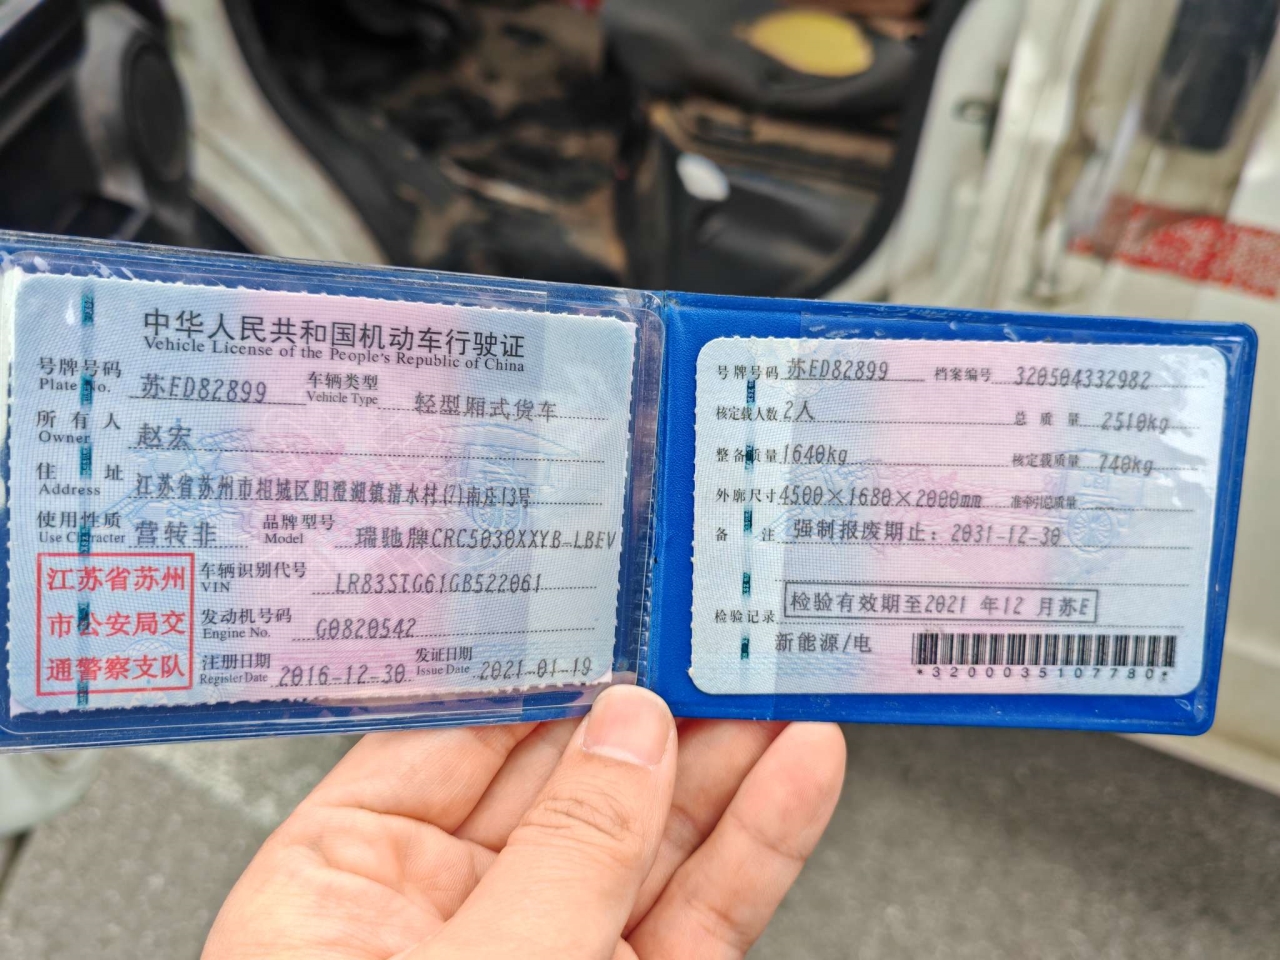 中华人民共和国机动车行驶证
Vehicle License of the People's Republic of China
号牌号码 苏ED82899 车辆类型 轻型厢式货车
Plate No. Vehicle Type
所有人 赵宏
Owner
住址 江苏省苏州市相城区阳澄湖镇清水村(7)南庄13号
Address
使用性质 营转非 品牌型号 瑞驰牌CRC5030XXYB-LBEV
Use Character Model
江苏省苏州
市公安局交
通警察支队
车辆识别代号 LR83STG61GB522061
VIN
发动机号码 G0820542
Engine No.
注册日期 2016-12-30 发证日期 2021-01-19
Register Date Issue Date
号牌号码 苏ED82899 档案编号 320504332982
核定载人数 2人 总质量 2510kg
整备质量 1640kg 核定载质量 740kg
外廓尺寸 4500×1680×2000mm 准牵引总质量
备注 强制报废期止：2031-12-30
检验记录 检验有效期至2021 年12 月苏E
新能源/电
*3200035107780*